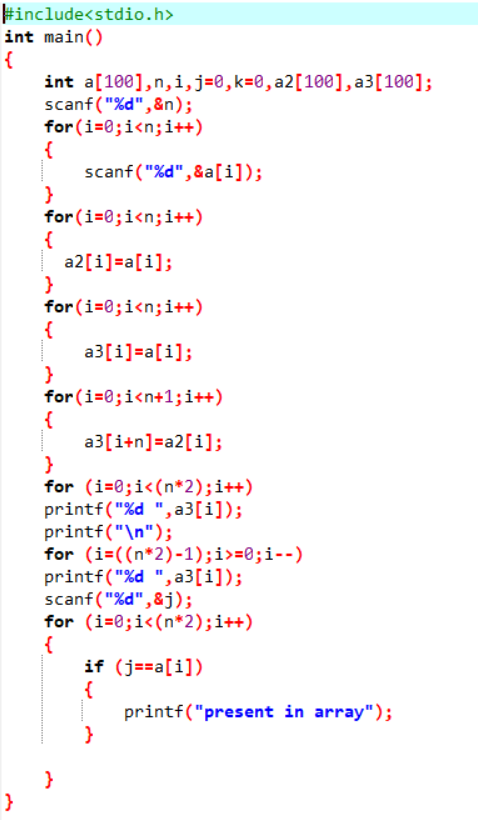 #include<stdio.h>
int main()
{
    int a[100],n,i,j=0,k=0,a2[100],a3[100];
    scanf("%d",&n);
    for(i=0;i<n;i++)
    {
        scanf("%d",&a[i]);
    }
    for(i=0;i<n;i++)
    {
      a2[i]=a[i];
    }
    for(i=0;i<n;i++)
    {
        a3[i]=a[i];
    }
    for(i=0;i<n+1;i++)
    {
        a3[i+n]=a2[i];
    }
    for (i=0;i<(n*2);i++)
    printf("%d ",a3[i]);
    printf("\n");
    for (i=((n*2)-1);i>=0;i--)
    printf("%d ",a3[i]);
    scanf("%d",&j);
    for (i=0;i<(n*2);i++)
    {
        if (j==a[i])
        {
            printf("present in array");
        }
    }
}